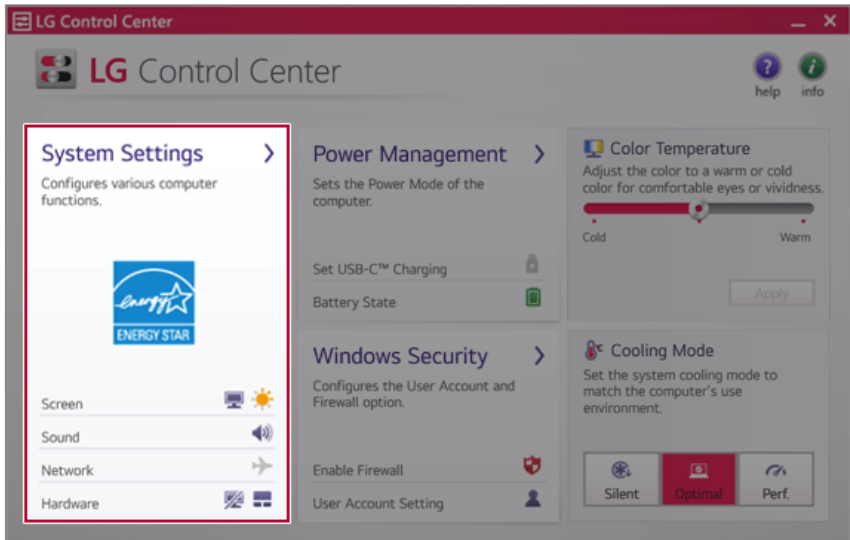 LG Control Center
LG Control Center
help
info
System Settings
Configures various computer
functions.
energy
ENERGY STAR
Screen
Sound
Network
Hardware
Power Management
Sets the Power Mode of the
computer.
Set USB-C™ Charging
Battery State
Windows Security
Configures the User Account and
Firewall option.
Enable Firewall
User Account Setting
Color Temperature
Adjust the color to a warm or cold
color for comfortable eyes or vividness.
Cold
Warm
Apply
Cooling Mode
Set the system cooling mode to
match the computer's use
environment.
Silent
Optimal
Perf.